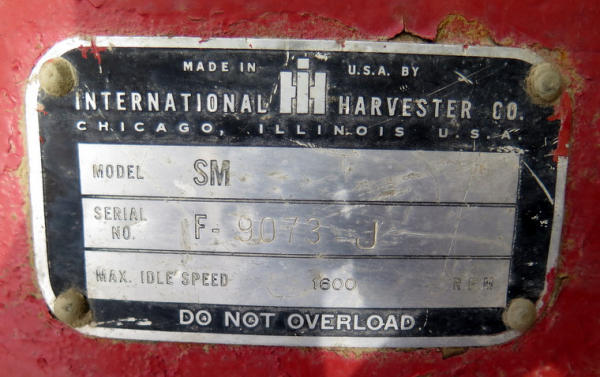 MADE IN IH U.S.A. BY
INTERNATIONAL HARVESTER CO.
CHICAGO, ILLINOIS U.S.A.
MODEL SM
SERIAL NO. F-9073 J
MAX. IDLE SPEED 1600 R.P.M
DO NOT OVERLOAD